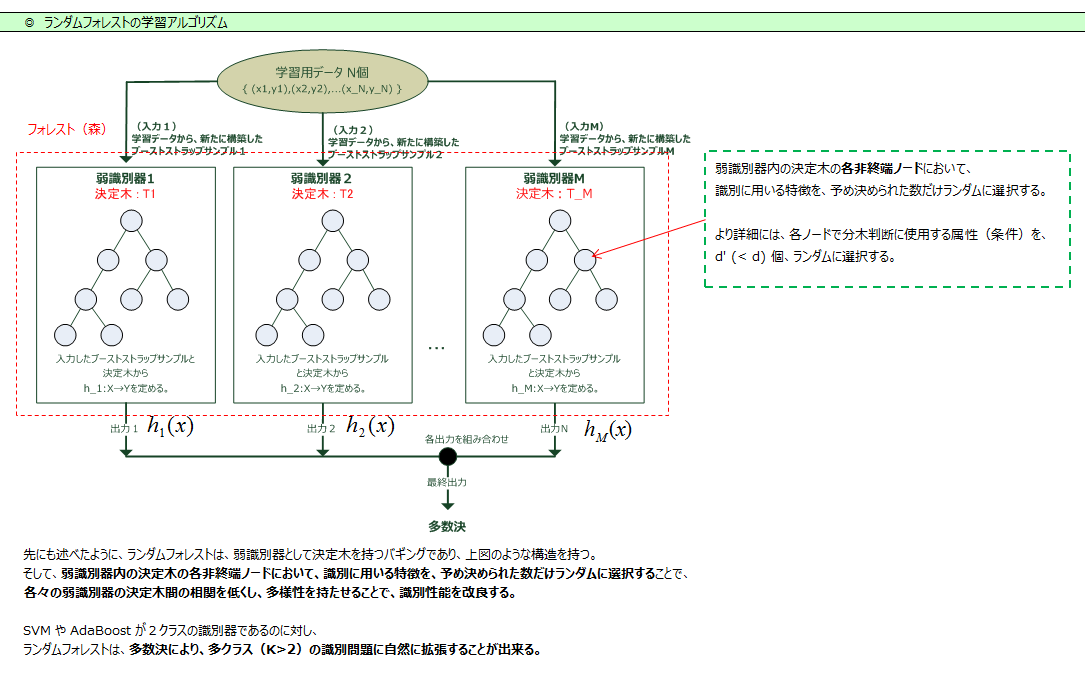 ◎ ランダムフォレストの学習アルゴリズム
学習用データ N個
{ (x1,y1),(x2,y2),...(x_N,y_N) }
フォレスト（森）
（入力１）
学習データから、新たに構築した
ブーストストラップサンプル１
（入力２）
学習データから、新たに構築した
ブーストストラップサンプル２
（入力M）
学習データから、新たに構築した
ブーストストラップサンプルM
弱識別器1
決定木：T1
入力したブーストストラップサンプルと
決定木から
h_1:X→Yを定める。
弱識別器２
決定木：T2
入力したブーストストラップサンプル
と決定木から
h_2:X→Yを定める。
…
弱識別器M
決定木：T_M
入力したブーストストラップサンプル
と決定木から
h_M:X→Yを定める。
弱識別器内の決定木の各非終端ノードにおいて、
識別に用いる特徴を、予め決められた数だけランダムに選択する。
より詳細には、各ノードで分木判断に使用する属性（条件）を、
d' (< d) 個、ランダムに選択する。
出力１ h_1(x)
出力２ h_2(x)
出力N h_M(x)
各出力を組み合わせ
最終出力
多数決
先にも述べたように、ランダムフォレストは、弱識別器として決定木を持つバギングであり、上図のような構造を持つ。
そして、弱識別器内の決定木の各非終端ノードにおいて、識別に用いる特徴を、予め決められた数だけランダムに選択することで、
各々の弱識別器の決定木間の相関を低くし、多様性を持たせることで、識別性能を改良する。
SVM や AdaBoost が２クラスの識別器であるのに対し、
ランダムフォレストは、多数決により、多クラス（K>2）の識別問題に自然に拡張することが出来る。